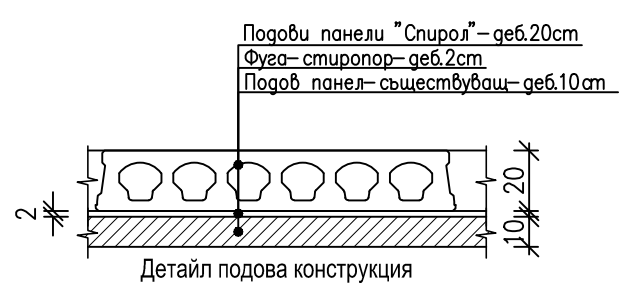 Подови панели "Спирол"-деб.20cm
Фуга-стиропор-деб.2cm
Подов панел-съществуващ-деб.10cm
20
2
10
Детайл подова конструкция